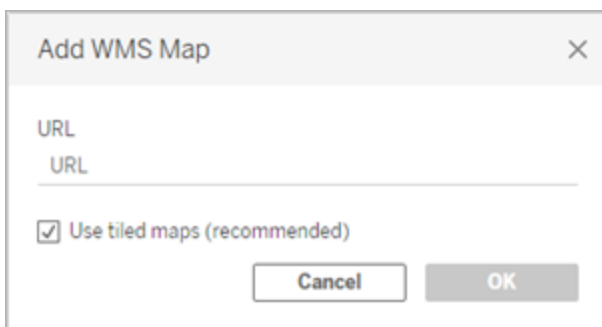 Add WMS Map
URL
URL
Use tiled maps (recommended)
Cancel OK